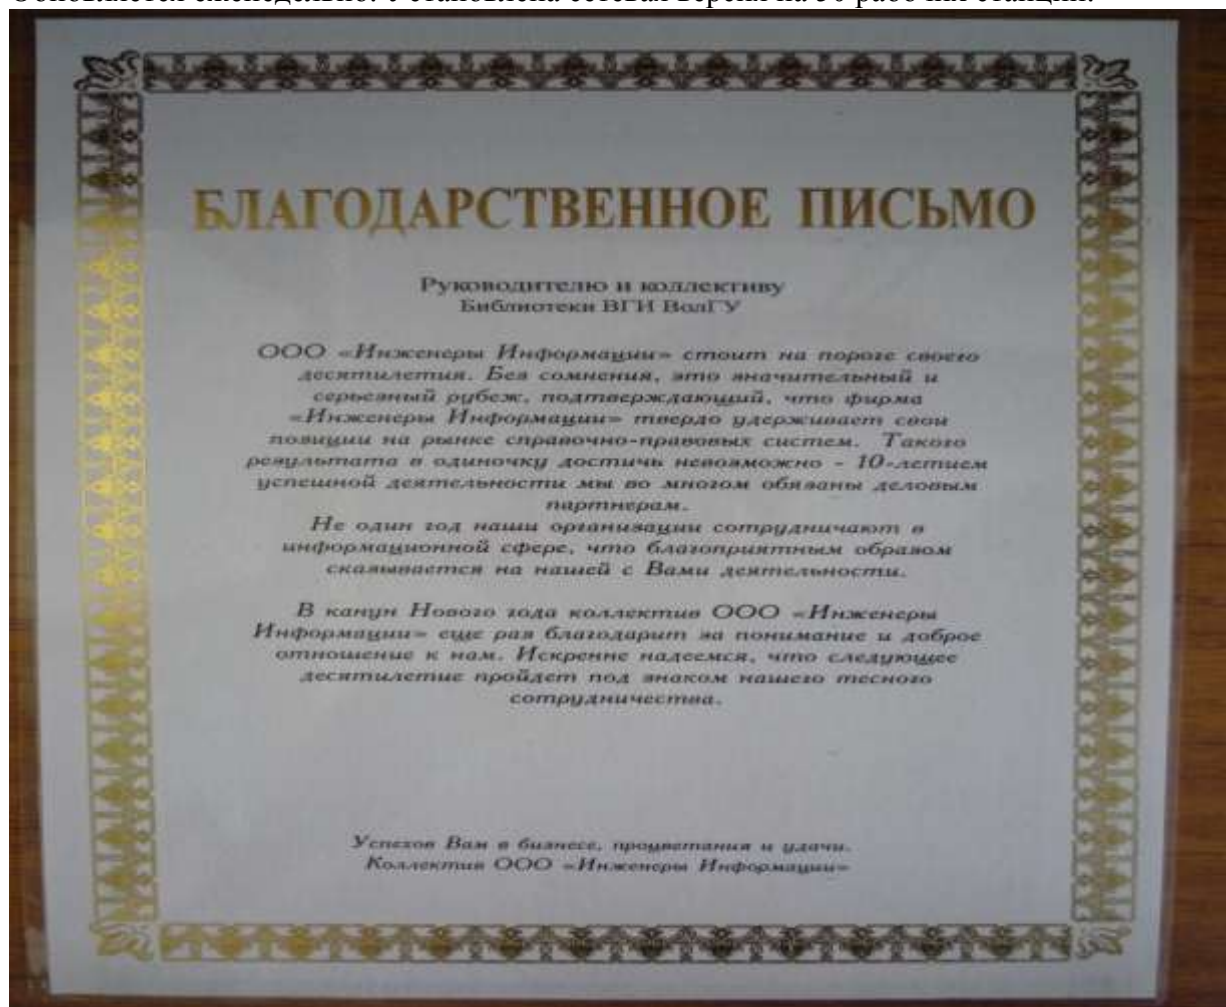 Обновляется еженедельно. Установлена сетевая версия на 50 рабочих станций.
БЛАГОДАРСТВЕННОЕ ПИСЬМО
Руководителю и коллективу
Библиотеки ВГИ ВолГУ
ООО «Инженеры Информации» стоит на пороге своего
десятилетия. Без сомнения, это значительный и
серьезный рубеж, подтверждающий, что фирма
«Инженеры Информации» твердо удерживает свои
позиции на рынке справочно-правовых систем. Такого
результата в одиночку достичь невозможно - 10-летием
успешной деятельности мы во многом обязаны деловым
партнерам.
Не один год наши организации сотрудничают в
информационной сфере, что благоприятным образом
сказывается на нашей с Вами деятельности.
В канун Нового года коллектив ООО «Инженеры
Информации» еще раз благодарит за понимание и доброе
отношение к нам. Искренне надеемся, что следующее
десятилетие пройдет под знаком нашего тесного
сотрудничества.
Успехов Вам в бизнесе, процветания и удачи.
Коллектив ООО «Инженеры Информации»